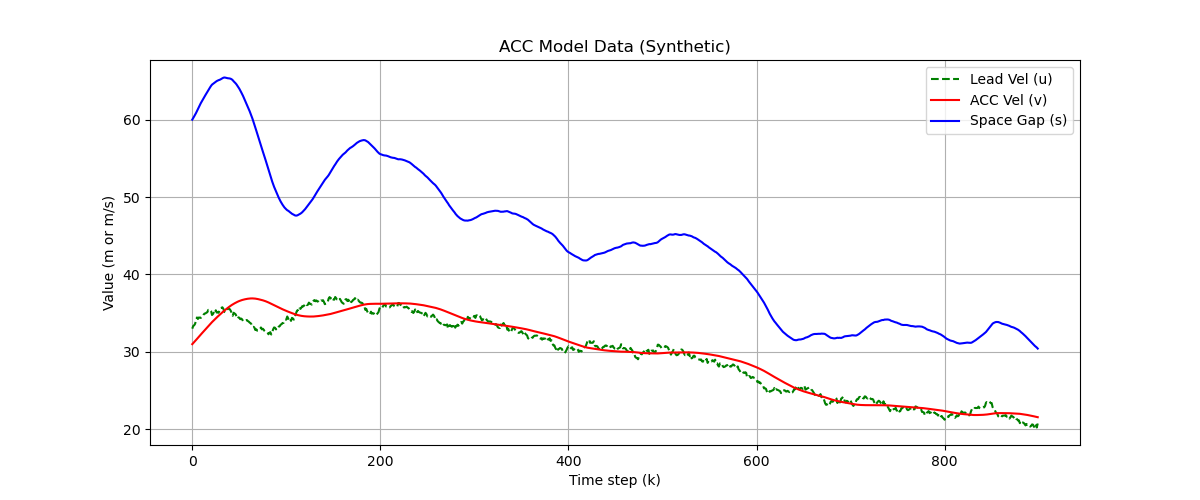 ACC Model Data (Synthetic)
Lead Vel (u)
ACC Vel (v)
Space Gap (s)
Value (m or m/s)
60
50
40
30
20
0 200 400 600 800
Time step (k)